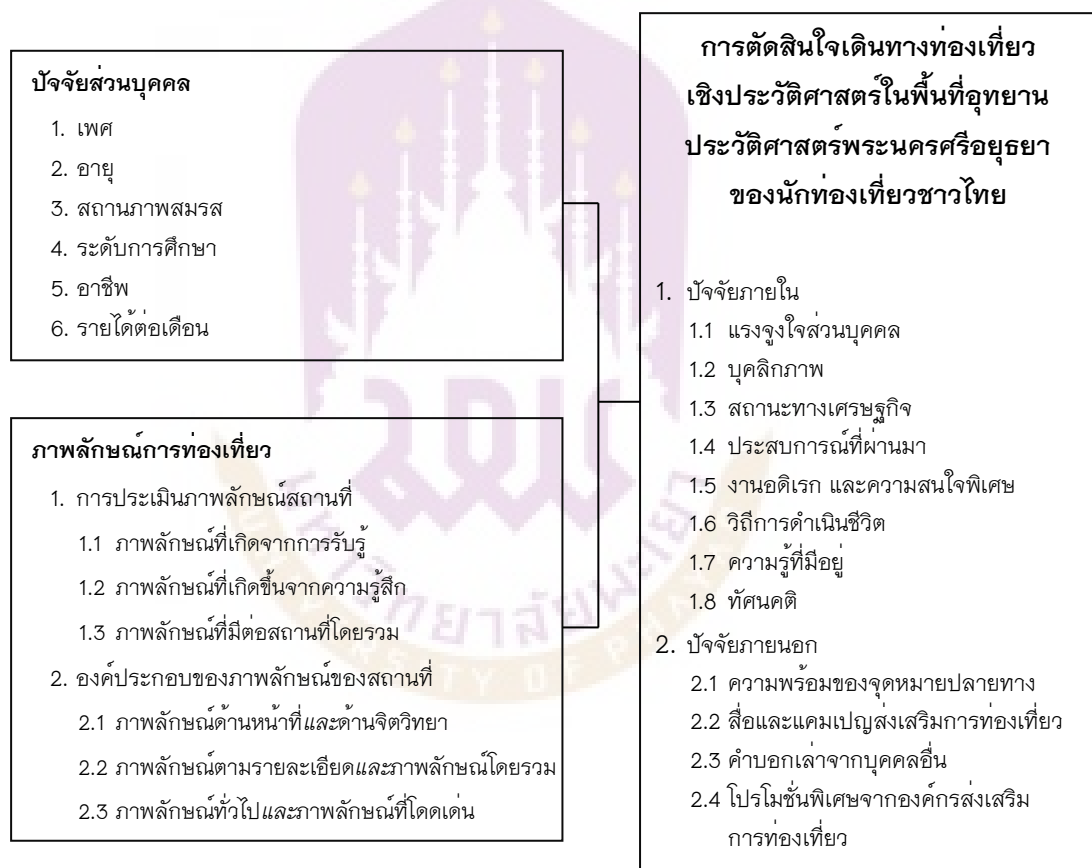 ปัจจัยส่วนบุคคล
1. เพศ
2. อายุ
3. สถานภาพสมรส
4. ระดับการศึกษา
5. อาชีพ
6. รายได้ต่อเดือน
ภาพลักษณ์การท่องเที่ยว
1. การประเมินภาพลักษณ์สถานที่
1.1 ภาพลักษณ์ที่เกิดจากการรับรู้
1.2 ภาพลักษณ์ที่เกิดขึ้นจากความรู้สึก
1.3 ภาพลักษณ์ที่มีต่อสถานที่โดยรวม
2. องค์ประกอบของภาพลักษณ์ของสถานที่
2.1 ภาพลักษณ์ด้านหน้าที่และด้านจิตวิทยา
2.2 ภาพลักษณ์ตามรายละเอียดและภาพลักษณ์โดยรวม
2.3 ภาพลักษณ์ทั่วไปและภาพลักษณ์ที่โดดเด่น
การตัดสินใจเดินทางท่องเที่ยว
เชิงประวัติศาสตร์ในพื้นที่อุทยาน
ประวัติศาสตร์พระนครศรีอยุธยา
ของนักท่องเที่ยวชาวไทย
1. ปัจจัยภายใน
1.1 แรงจูงใจส่วนบุคคล
1.2 บุคลิกภาพ
1.3 สถานะทางเศรษฐกิจ
1.4 ประสบการณ์ที่ผ่านมา
1.5 งานอดิเรก และความสนใจพิเศษ
1.6 วิถีการดำเนินชีวิต
1.7 ความรู้ที่มีอยู่
1.8 ทัศนคติ
2. ปัจจัยภายนอก
2.1 ความพร้อมของจุดหมายปลายทาง
2.2 สื่อและแคมเปญส่งเสริมการท่องเที่ยว
2.3 คำบอกเล่าจากบุคคลอื่น
2.4 โปรโมชั่นพิเศษจากองค์กรส่งเสริม
การท่องเที่ยว
มหาวิทยาลัยพะเยา
UNIVERSITY OF PHAYAO